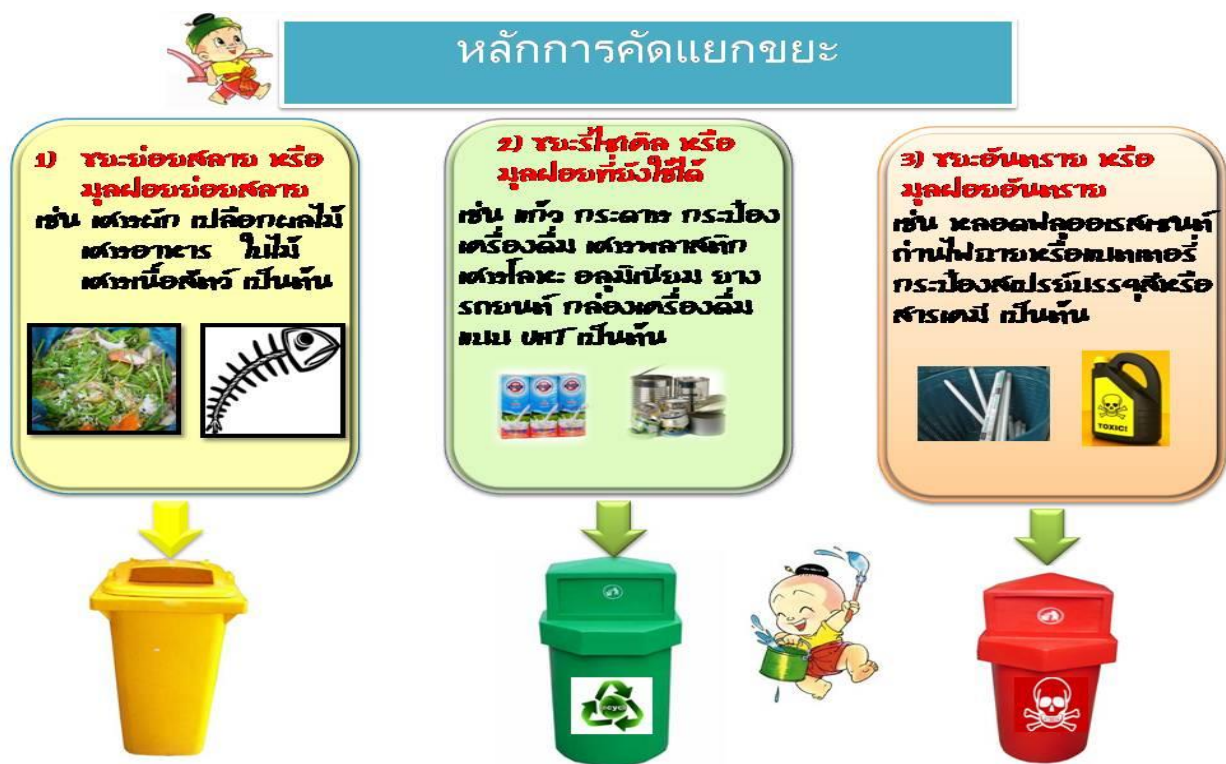 หลักการคัดแยกขยะ
1) ขยะย่อยสลาย หรือ
มูลฝอยย่อยสลาย
เช่น เศษผัก เปลือกผลไม้
เศษอาหาร ใบไม้
เศษเนื้อสัตว์ เป็นต้น
2) ขยะรีไซเคิล หรือ
มูลฝอยที่ยังใช้ได้
เช่น แก้ว กระดาษ กระป๋อง
เครื่องดื่ม เศษพลาสติก
เศษโลหะ อลูมิเนียม ยาง
รถยนต์ กล่องเครื่องดื่ม
แบบ UHT เป็นต้น
3) ขยะอันตราย หรือ
มูลฝอยอันตราย
เช่น หลอดฟลูออเรสเซนต์
ถ่านไฟฉายหรือแบตเตอรี่
กระป๋องสเปรย์บรรจุสีหรือ
สารเคมี เป็นต้น
TOXIC!